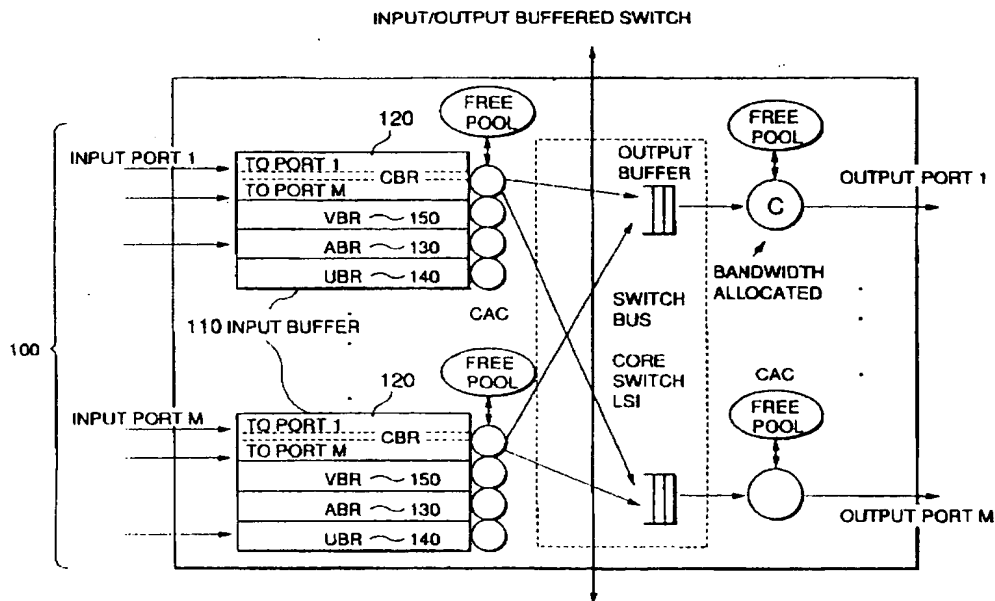 INPUT/OUTPUT BUFFERED SWITCH
FREE
POOL
120
INPUT PORT 1
TO PORT 1
CBR
TO PORT M
VBR ~ 150
ABR ~ 130
UBR ~ 140
110 INPUT BUFFER
CAC
100
OUTPUT
BUFFER
FREE
POOL
OUTPUT PORT 1
C
BANDWIDTH
ALLOCATED
SWITCH
BUS
CORE
SWITCH
LSI
FREE
POOL
120
INPUT PORT M
TO PORT 1
CBR
TO PORT M
VBR ~ 150
ABR ~ 130
UBR ~ 140
CAC
FREE
POOL
OUTPUT PORT M